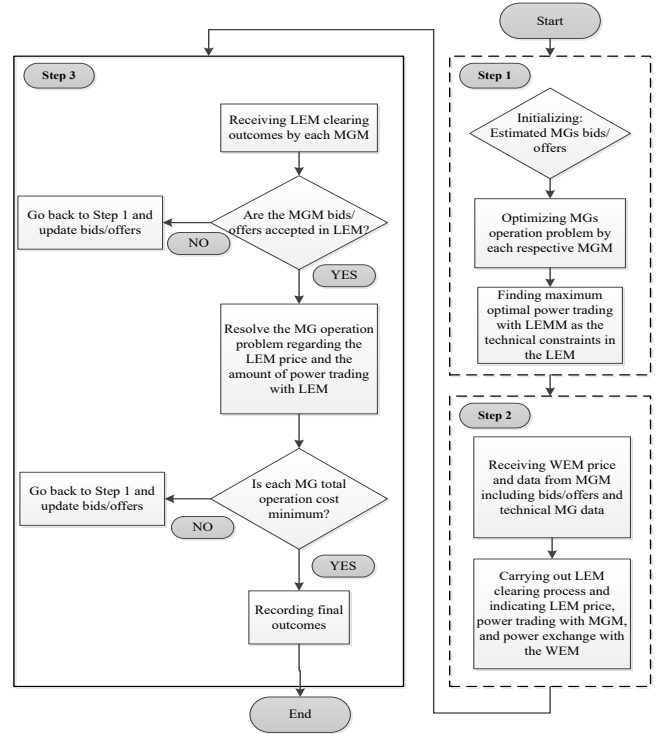 Start
Step 1
Initializing:
Estimated MGs bids/
offers
Optimizing MGs
operation problem by
each respective MGM
Finding maximum
optimal power trading
with LEMM as the
technical constraints in
the LEM
Step 2
Receiving WEM price
and data from MGM
including bids/offers and
technical MG data
Carrying out LEM
clearing process and
indicating LEM price,
power trading with MGM,
and power exchange with
the WEM
Step 3
Receiving LEM clearing
outcomes by each MGM
Are the MGM bids/
offers accepted in LEM?
NO
Go back to Step 1 and
update bids/offers
YES
Resolve the MG operation
problem regarding the
LEM price and the
amount of power trading
with LEM
Is each MG total
operation cost
minimum?
NO
Go back to Step 1 and
update bids/offers
YES
Recording final
outcomes
End